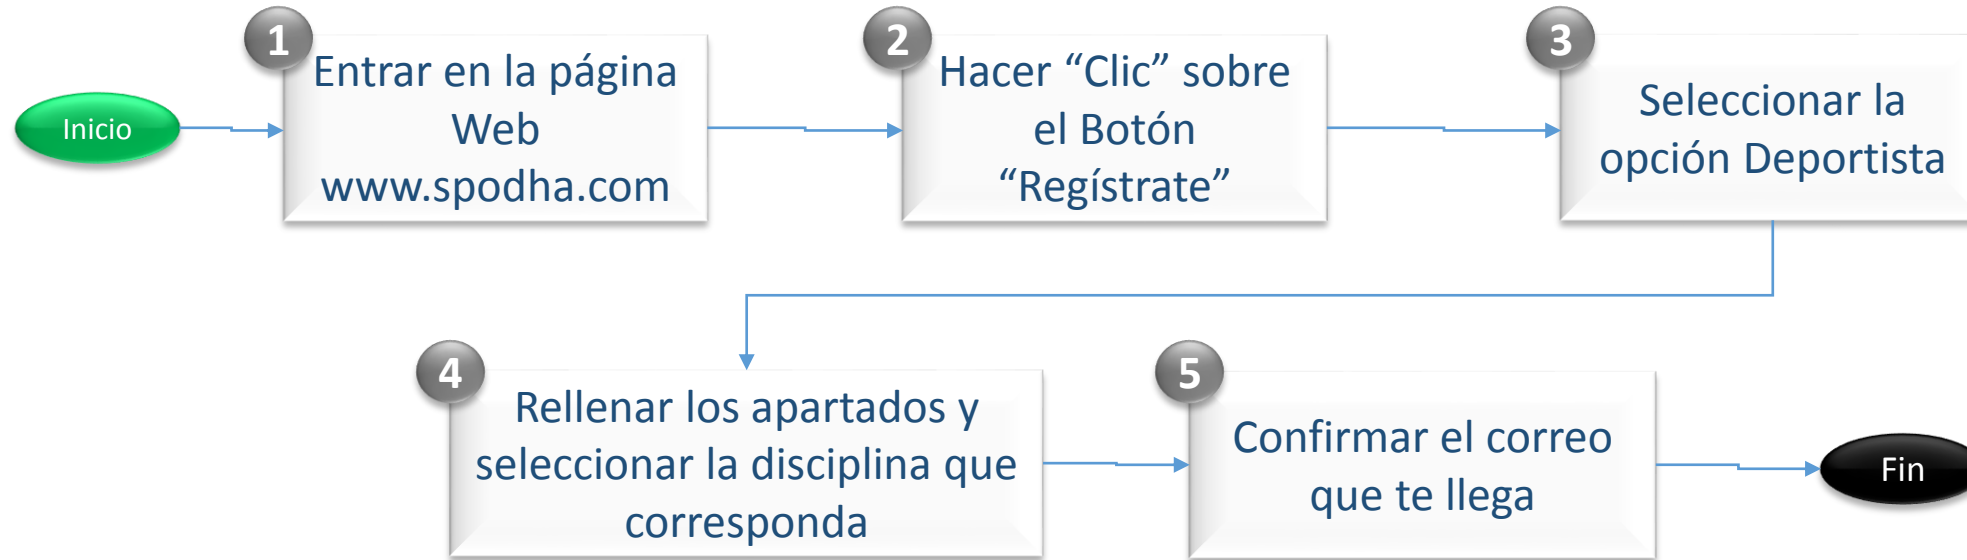 Inicio
1
Entrar en la página
Web
www.spodha.com
2
Hacer “Clic” sobre
el Botón
“Regístrate”
3
Seleccionar la
opción Deportista
4
Rellenar los apartados y
seleccionar la disciplina que
corresponda
5
Confirmar el correo
que te llega
Fin